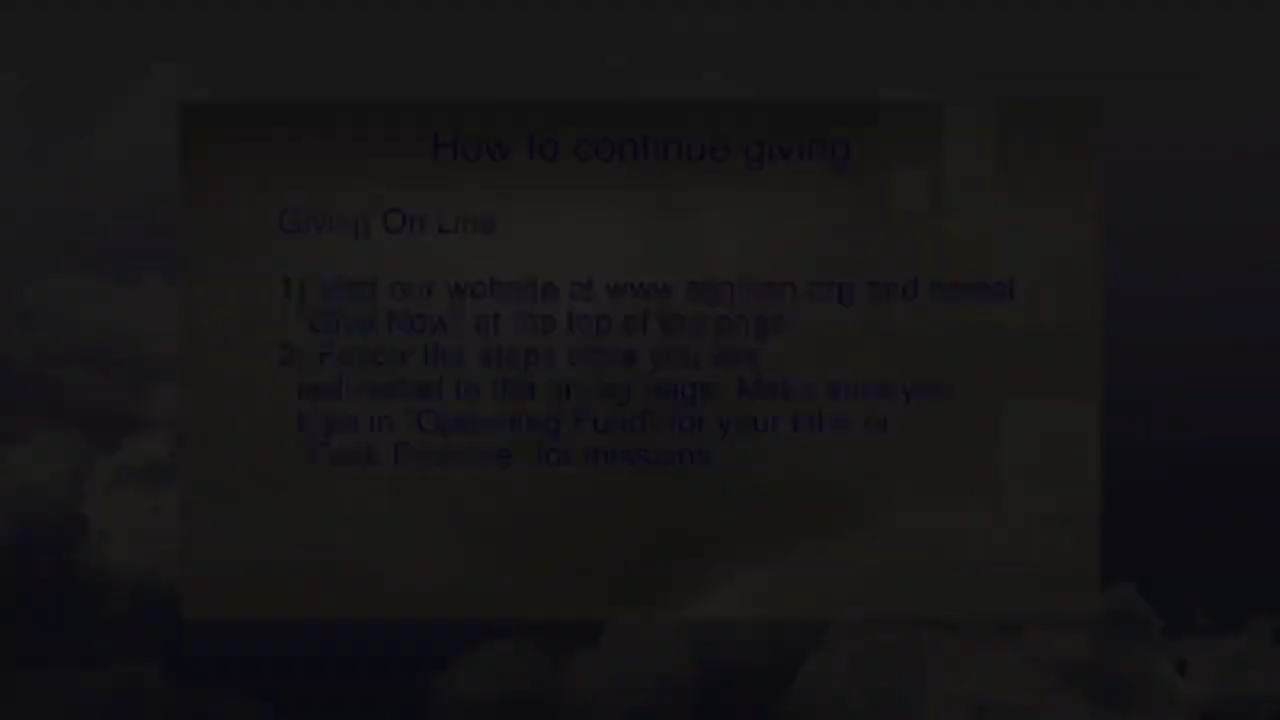 How to continue giving
Giving On Line
1) Visit our website at www. .org and select
"Give Now" at the top of the page
2) Follow the steps once you are
redirected to the giving page. Make sure you
type in "Operating Fund" for your tithe or
"Faith Promise" for missions.